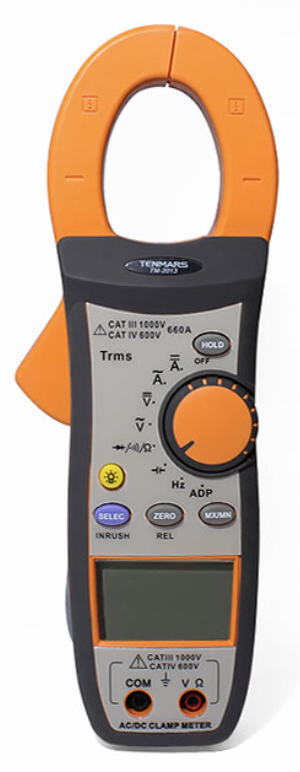 TENMARS
TM-2013
⚠ CAT III 1000V
CAT IV 600V 660A
Trms
HOLD
OFF
A
A
V
V
Ω
Hz
ADP
SELEC
ZERO
MX/MN
INRUSH
REL
⚠ CATIII 1000V
CATIV 600V
COM
V Ω
AC/DC CLAMP METER